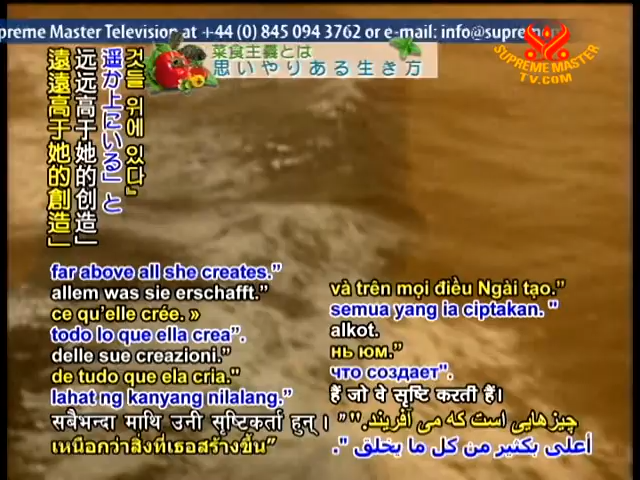 preme Master Television at +44 (0) 845 094 3762 or e-mail: info@suprem
菜食主義とは
思いやりある生き方
SUPREME MASTER
TV.COM
것들 위에 있다”
遥か上にいる」と
远远高于她的创造」
遠遠高于她的創造」
far above all she creates.”
allem was sie erschafft.”
ce qu’elle crée. »
todo lo que ella crea”.
delle sue creazioni.”
de tudo que ela cria."
lahat ng kanyang nilalang.”
सबैभन्दा माथि उनी सृष्टिकर्ता हुन् । ”
เหนือกว่าสิ่งที่เธอสร้างขึ้น”
và trên mọi điều Ngài tạo.”
semua yang ia ciptakan. "
alkot.
нь юм.”
что создает".
हैं जो वे सृष्टि करती हैं।
چیزهایی است که می آفریند."
أعلى بكثير من كل ما يخلق ".